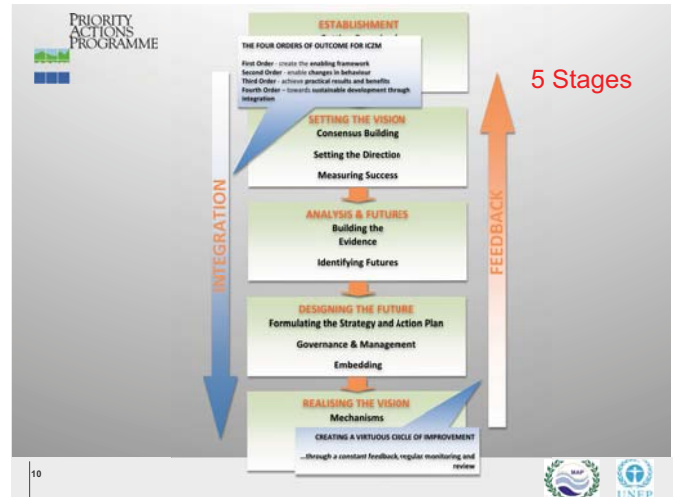 PRIORITY
ACTIONS
PROGRAMME
5 Stages
ESTABLISHMENT
THE FOUR ORDERS OF OUTCOME FOR ICZM
First Order - create the enabling framework
Second Order - enable changes in behaviour
Third Order - achieve practical results and benefits
Fourth Order – towards sustainable development through
integration
SETTING THE VISION
Consensus Building
Setting the Direction
Measuring Success
ANALYSIS & FUTURES
Building the
Evidence
Identifying Futures
DESIGNING THE FUTURE
Formulating the Strategy and Action Plan
Governance & Management
Embedding
REALISING THE VISION
Mechanisms
CREATING A VIRTUOUS CIRCLE OF IMPROVEMENT
...through a constant feedback, regular monitoring and
review
INTEGRATION
FEEDBACK
10
MAP
UNEP